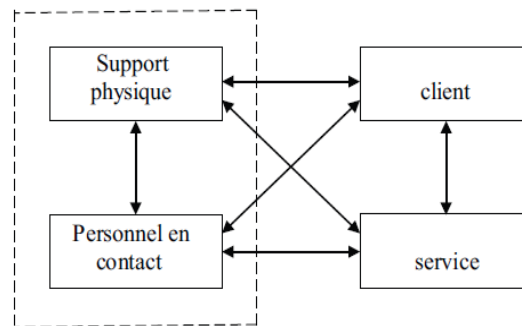 Support
physique
client
Personnel en
contact
service